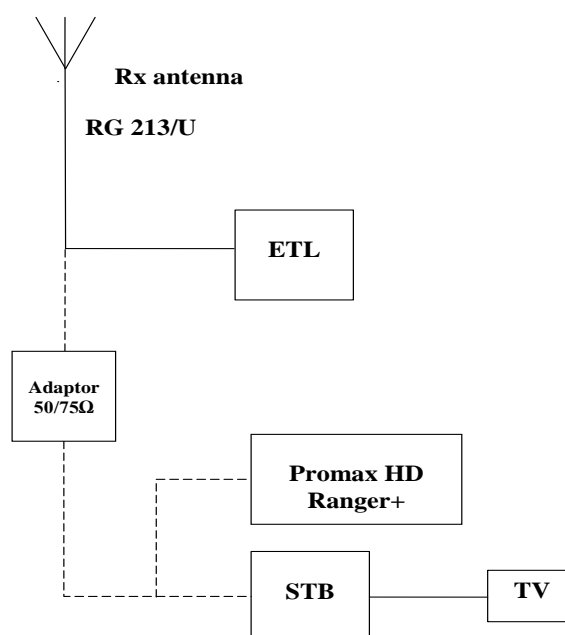 Rx antenna
RG 213/U
ETL
Adaptor
50/75Ω
Promax HD
Ranger+
STB
TV